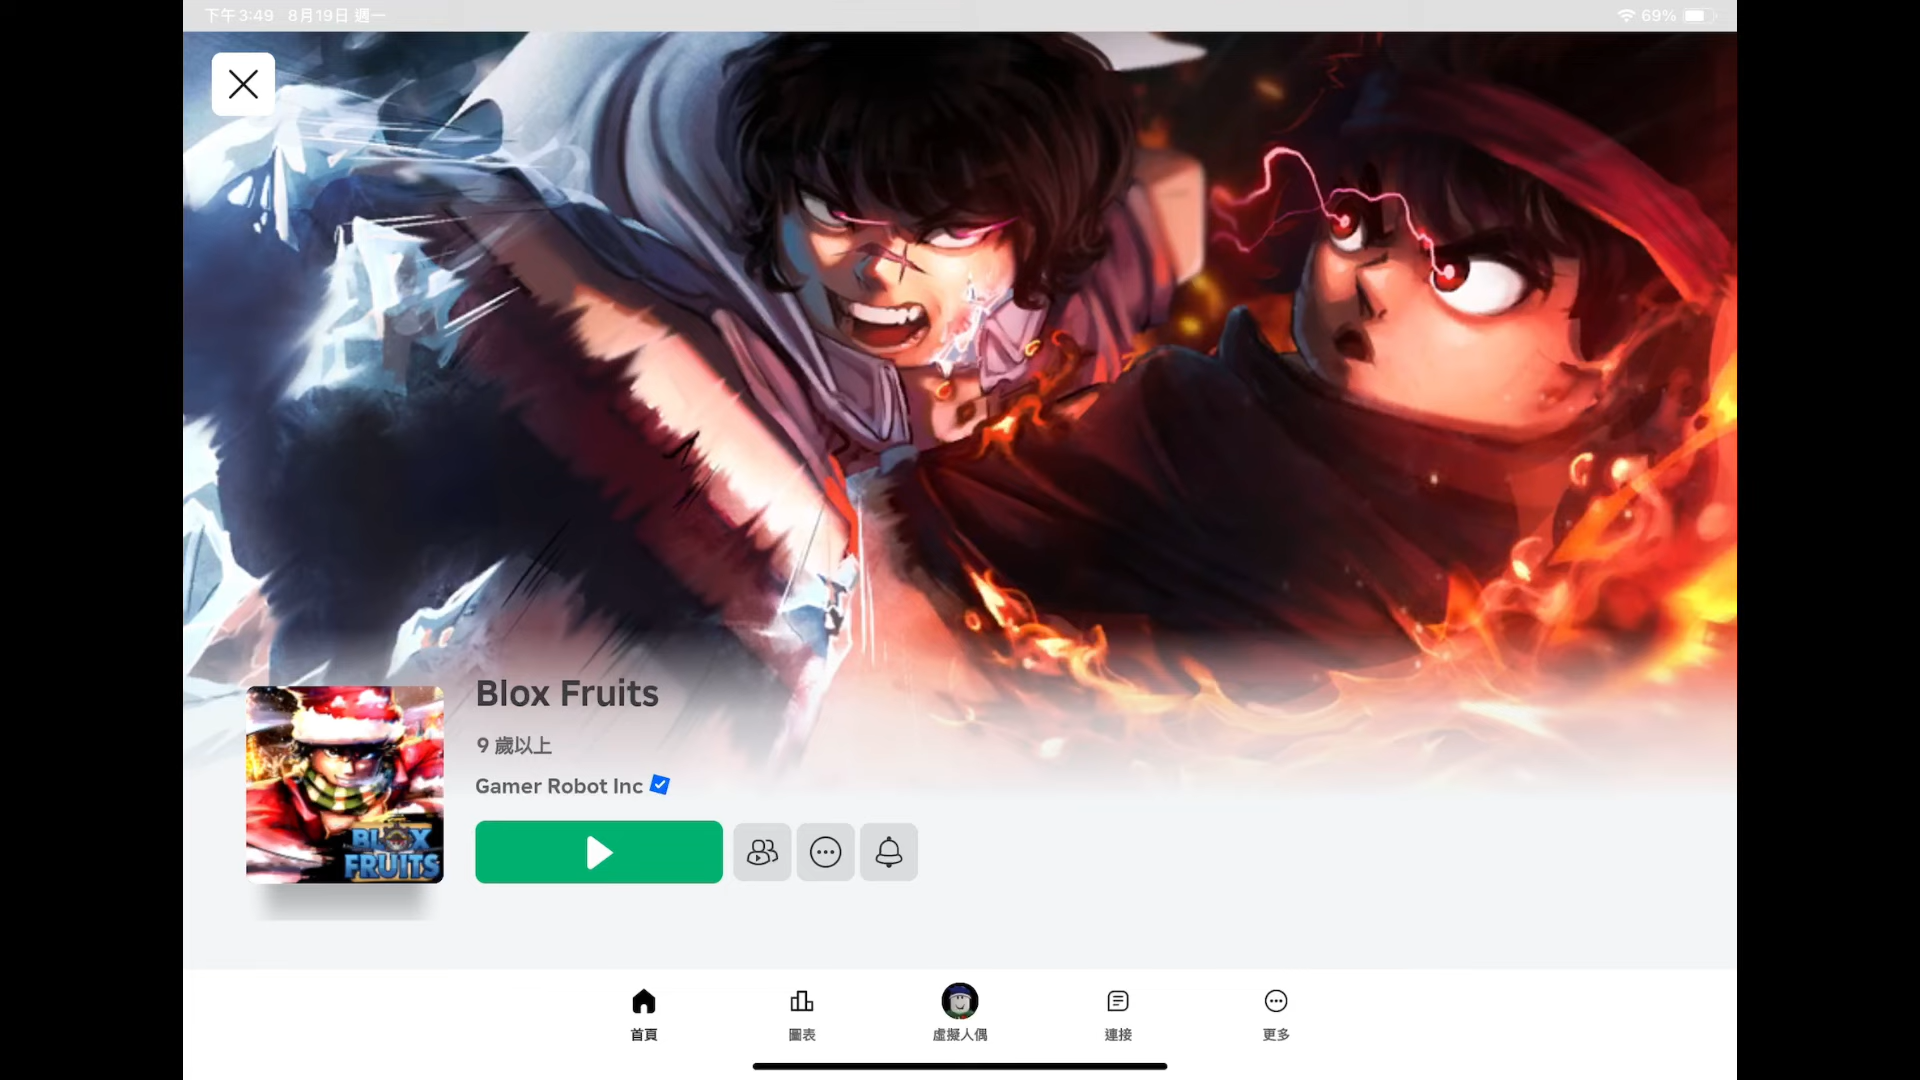 下午3:49 8月19日 週一
69%
Blox Fruits
9 歲以上
Gamer Robot Inc
BLOX
FRUITS
首頁
圖表
虛擬人偶
連接
更多